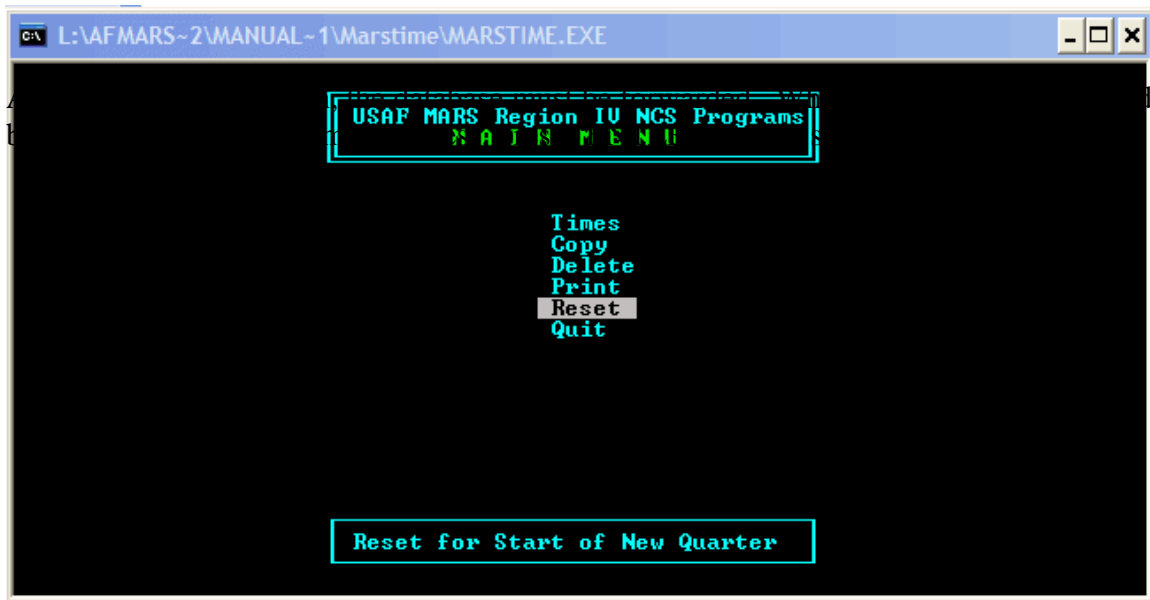 L:\AFMARS~2\MANUAL~1\Marstime\MARSTIME.EXE
USAF MARS Region IV NCS Programs
M A I N M E N U
Times
Copy
Delete
Print
Reset
Quit
Reset for Start of New Quarter